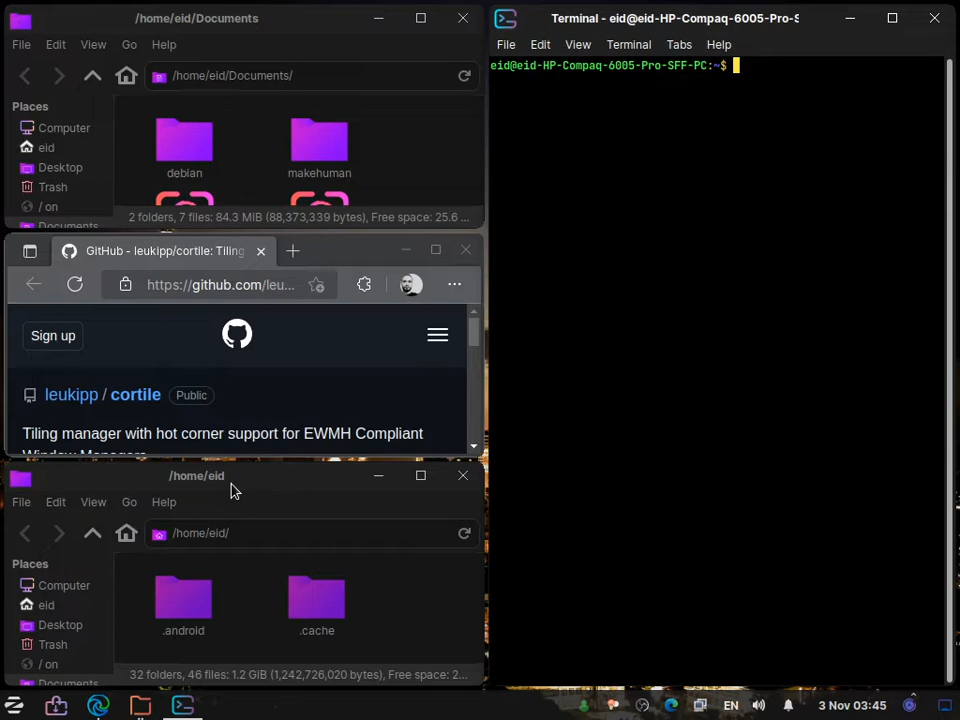 /home/eid/Documents
File Edit View Go Help
/home/eid/Documents/
Places
Computer
eid
Desktop
Trash
/ on
Documents
debian
makehuman
2 folders, 7 files: 84.3 MiB (88,373,339 bytes), Free space: 25.6 ...
GitHub - leukipp/cortile: Tiling
https://github.com/leu...
Sign up
leukipp / cortile Public
Tiling manager with hot corner support for EWMH Compliant
Window Managers
/home/eid
File Edit View Go Help
/home/eid/
Places
Computer
eid
Desktop
Trash
/ on
Documents
.android
.cache
32 folders, 46 files: 1.2 GiB (1,242,726,020 bytes), Free space: 2...
Terminal - eid@eid-HP-Compaq-6005-Pro-S
File Edit View Terminal Tabs Help
eid@eid-HP-Compaq-6005-Pro-SFF-PC:~$
EN
3 Nov 03:45